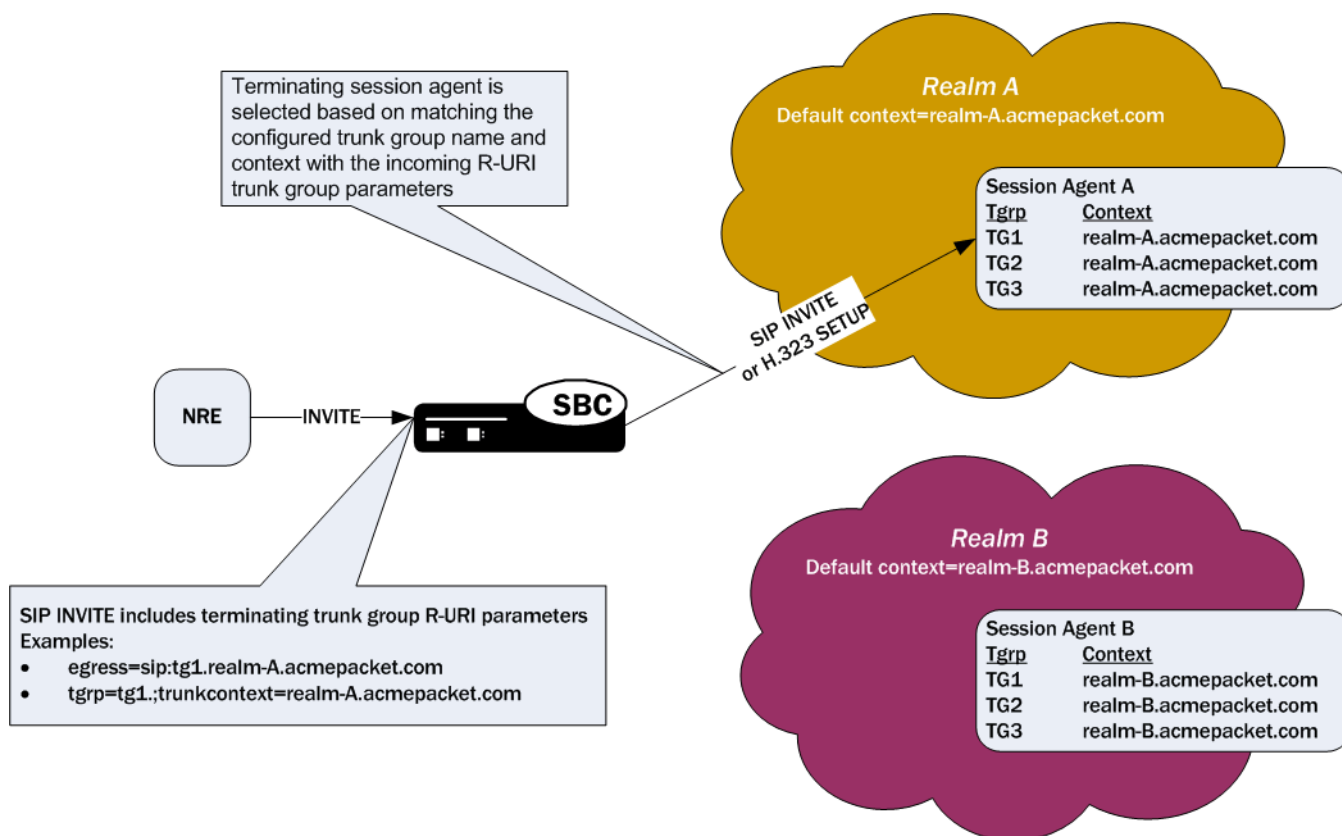 Terminating session agent is
selected based on matching the
configured trunk group name and
context with the incoming R-URI
trunk group parameters
Realm A
Default context=realm-A.acmepacket.com
Session Agent A
Tgrp Context
TG1 realm-A.acmepacket.com
TG2 realm-A.acmepacket.com
TG3 realm-A.acmepacket.com
SIP INVITE
or H.323 SETUP
NRE
INVITE
SBC
SIP INVITE includes terminating trunk group R-URI parameters
Examples:
• egress=sip:tg1.realm-A.acmepacket.com
• tgrp=tg1.;trunkcontext=realm-A.acmepacket.com
Realm B
Default context=realm-B.acmepacket.com
Session Agent B
Tgrp Context
TG1 realm-B.acmepacket.com
TG2 realm-B.acmepacket.com
TG3 realm-B.acmepacket.com